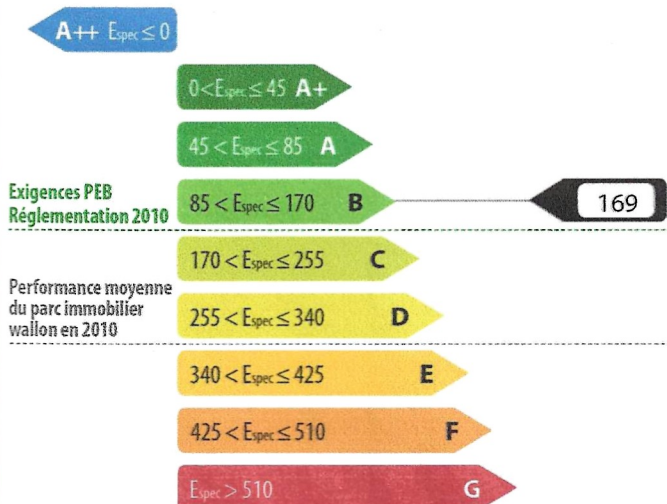 A++ Espec ≤ 0
0 < Espec ≤ 45 A+
45 < Espec ≤ 85 A
Exigences PEB
Réglementation 2010
85 < Espec ≤ 170 B
169
170 < Espec ≤ 255 C
Performance moyenne
du parc immobilier
wallon en 2010
255 < Espec ≤ 340 D
340 < Espec ≤ 425 E
425 < Espec ≤ 510 F
Espec > 510 G